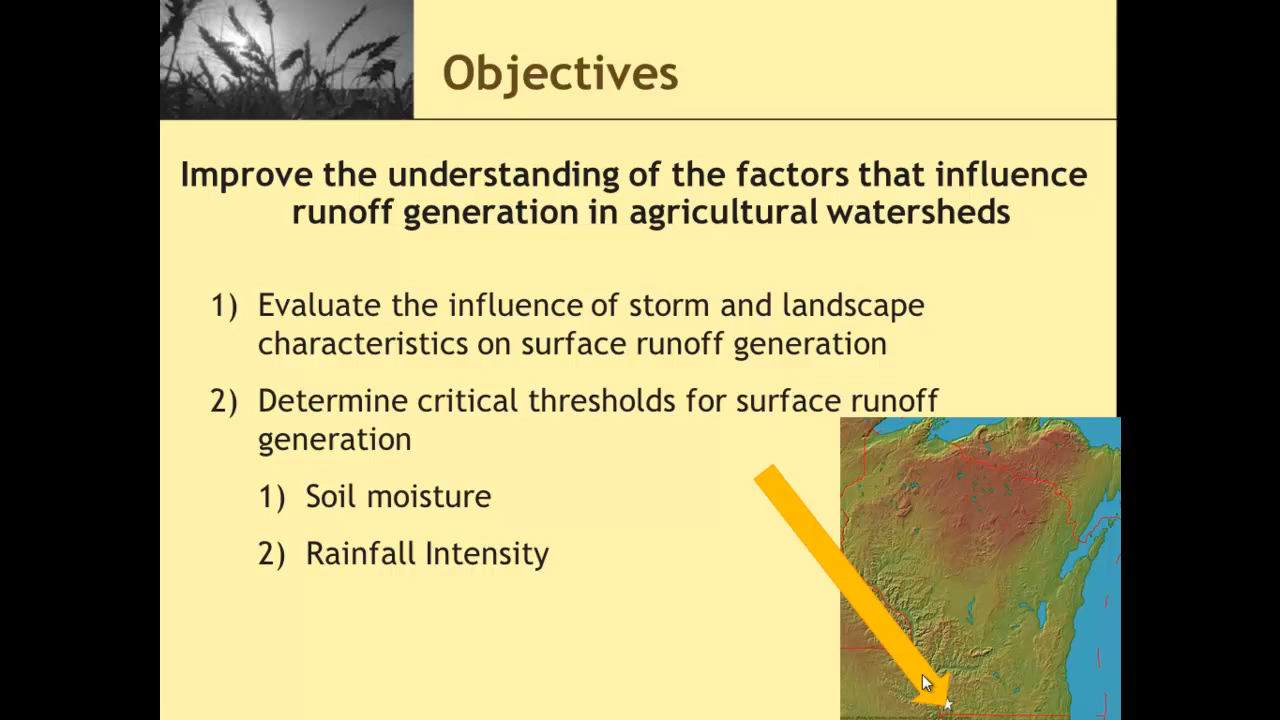 Objectives
Improve the understanding of the factors that influence
runoff generation in agricultural watersheds
1) Evaluate the influence of storm and landscape
characteristics on surface runoff generation
2) Determine critical thresholds for surface runoff
generation
1) Soil moisture
2) Rainfall Intensity